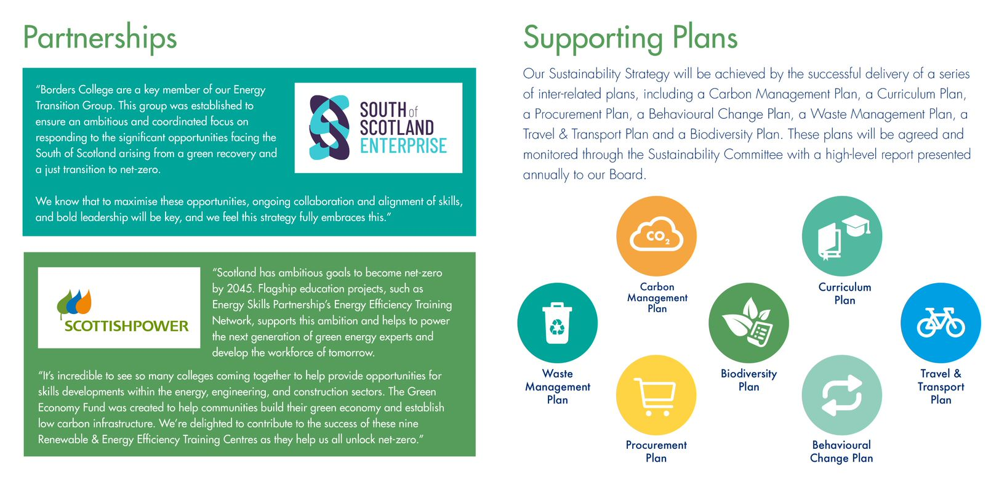 Partnerships
“Borders College are a key member of our Energy
Transition Group. This group was established to
ensure an ambitious and coordinated focus on
responding to the significant opportunities facing the
South of Scotland arising from a green recovery and
a just transition to net-zero.
SOUTH of
SCOTLAND
ENTERPRISE
We know that to maximise these opportunities, ongoing collaboration and alignment of skills,
and bold leadership will be key, and we feel this strategy fully embraces this.”
SCOTTISHPOWER
“Scotland has ambitious goals to become net-zero
by 2045. Flagship education projects, such as
Energy Skills Partnership’s Energy Efficiency Training
Network, supports this ambition and helps to power
the next generation of green energy experts and
develop the workforce of tomorrow.
“It’s incredible to see so many colleges coming together to help provide opportunities for
skills developments within the energy, engineering, and construction sectors. The Green
Economy Fund was created to help communities build their green economy and establish
low carbon infrastructure. We’re delighted to contribute to the success of these nine
Renewable & Energy Efficiency Training Centres as they help us all unlock net-zero.”
Supporting Plans
Our Sustainability Strategy will be achieved by the successful delivery of a series
of inter-related plans, including a Carbon Management Plan, a Curriculum Plan,
a Procurement Plan, a Behavioural Change Plan, a Waste Management Plan, a
Travel & Transport Plan and a Biodiversity Plan. These plans will be agreed and
monitored through the Sustainability Committee with a high-level report presented
annually to our Board.
CO2
Carbon
Management
Plan
Curriculum
Plan
Waste
Management
Plan
Biodiversity
Plan
Travel &
Transport
Plan
Procurement
Plan
Behavioural
Change Plan